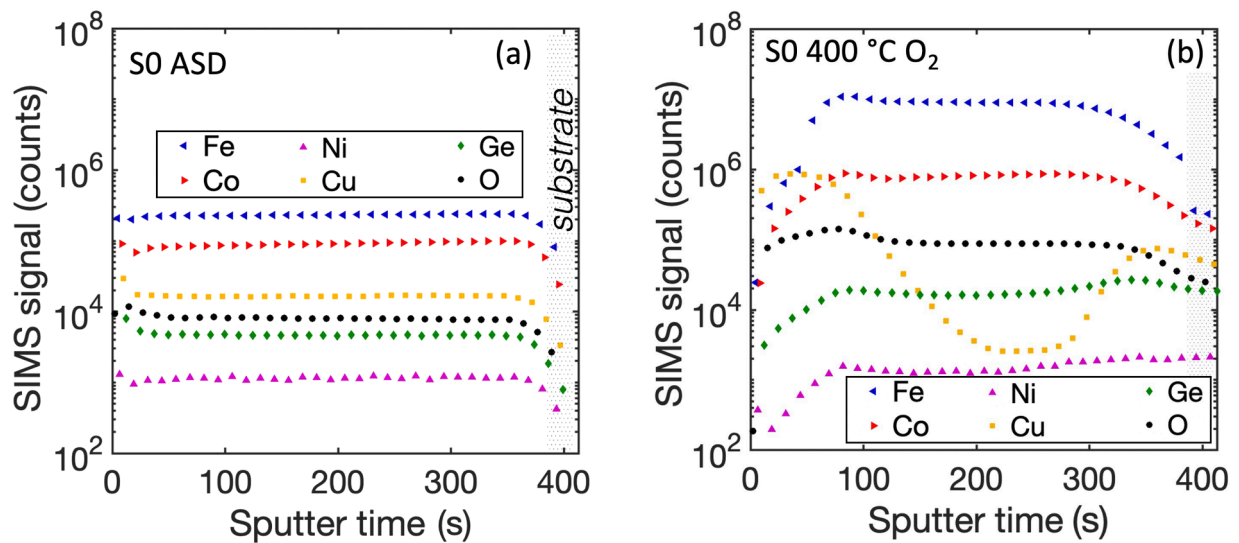 S0 ASD
(a)
10^8
10^6
10^4
10^2
SIMS signal (counts)
Fe Ni Ge
Co Cu O
substrate
0 100 200 300 400
Sputter time (s)
S0 400 °C O₂
(b)
10^8
10^6
10^4
10^2
SIMS signal (counts)
Fe Ni Ge
Co Cu O
0 100 200 300 400
Sputter time (s)